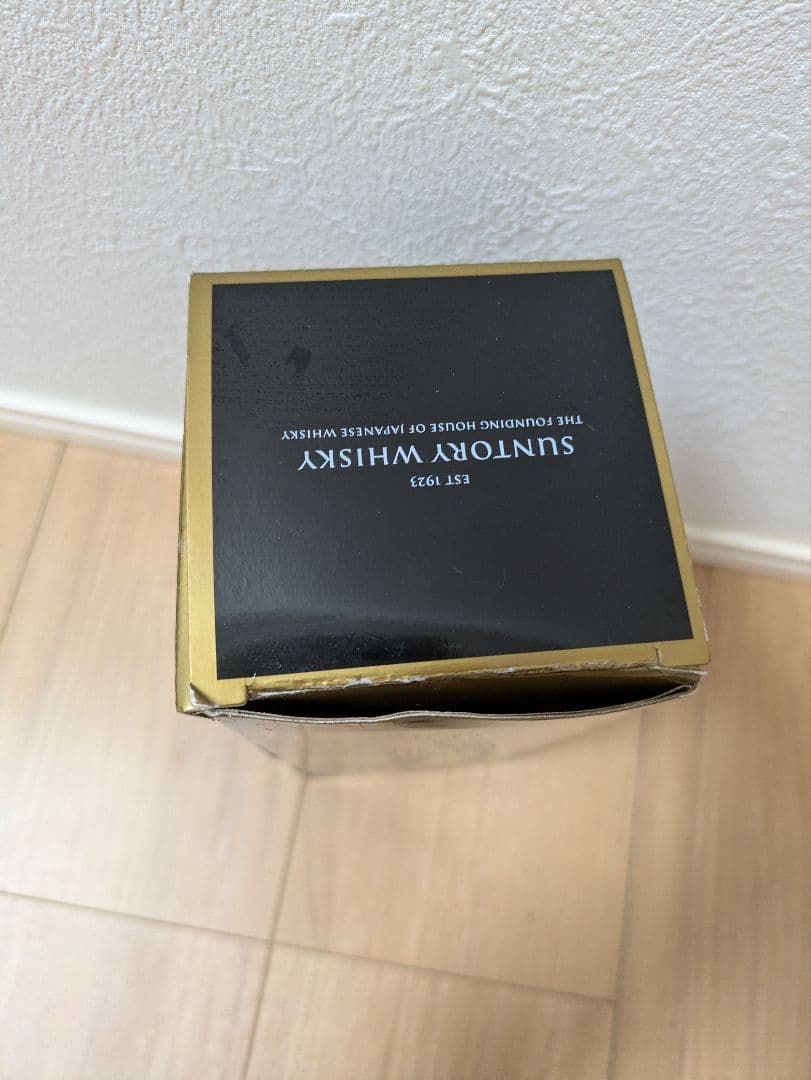 EST 1923
SUNTORY WHISKY
THE FOUNDING HOUSE OF JAPANESE WHISKY